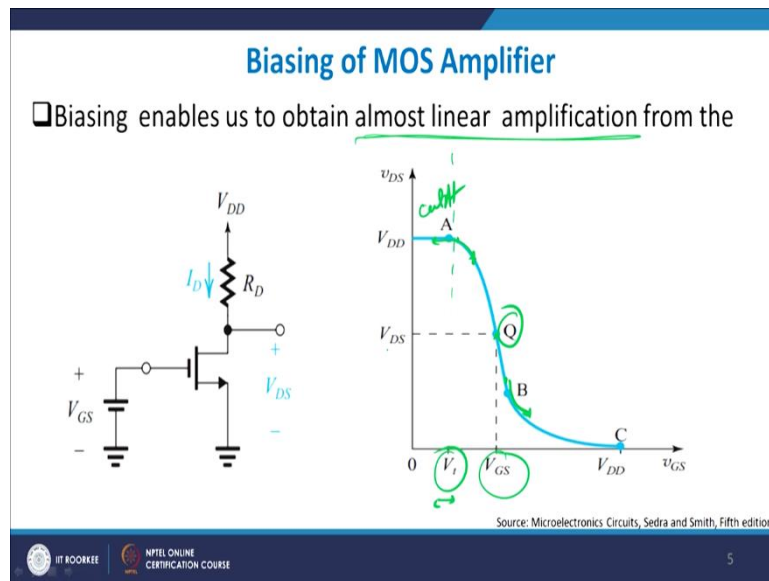 Biasing of MOS Amplifier
❑Biasing enables us to obtain almost linear amplification from the
V_DD
I_D R_D
+
V_GS
−
+
V_DS
−
v_DS
cutoff
A
V_DD
V_DS
Q
B
C
0 V_t V_GS V_DD v_GS
Source: Microelectronics Circuits, Sedra and Smith, Fifth edition
IIT ROORKEE
NPTEL ONLINE
CERTIFICATION COURSE
5